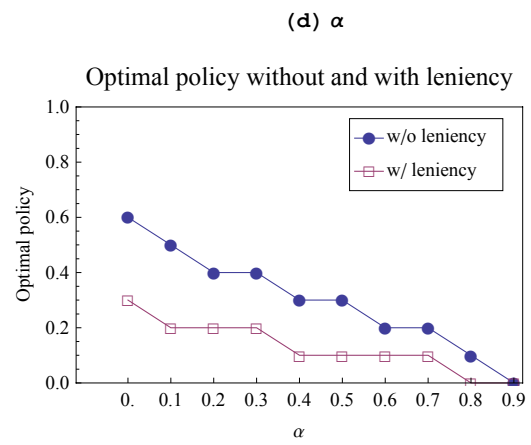 (d) α
Optimal policy without and with leniency
1.0
0.8
0.6
0.4
0.2
0.0
Optimal policy
w/o leniency
w/ leniency
0. 0.1 0.2 0.3 0.4 0.5 0.6 0.7 0.8 0.9
α